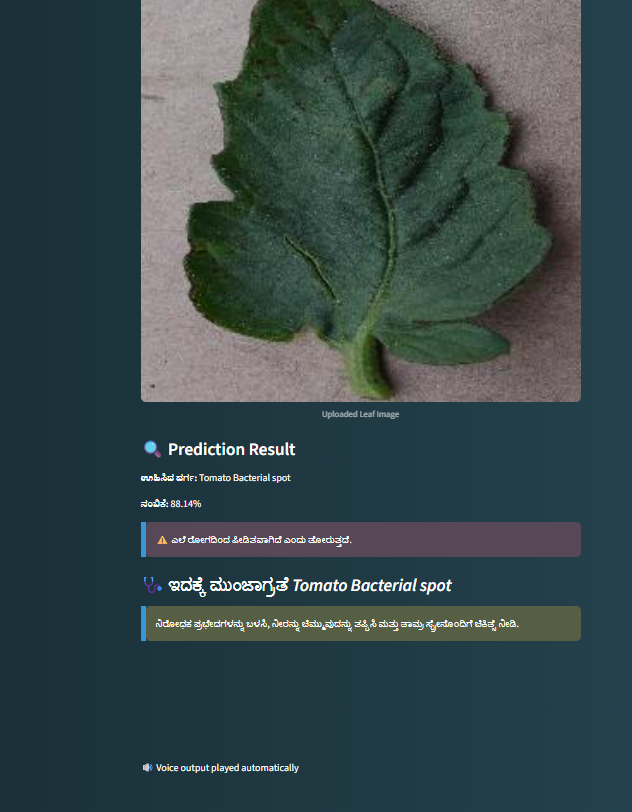 Uploaded Leaf Image
Prediction Result
ಊಹಿಸಿದ ವರ್ಗ: Tomato Bacterial spot
ನಂಬಿಕೆ: 88.14%
ಎಲೆ ರೋಗದಿಂದ ಪೀಡಿತವಾಗಿದೆ ಎಂದು ತೋರುತ್ತದೆ.
ಇದಕ್ಕೆ ಮುಂಜಾಗ್ರತೆ Tomato Bacterial spot
ನಿರೋಧಕ ಪ್ರಭೇದಗಳನ್ನು ಬಳಸಿ, ನೀರನ್ನು ಚಿಮ್ಮುವುದನ್ನು ತಪ್ಪಿಸಿ ಮತ್ತು ತಾಮ್ರ ಸ್ಪ್ರೇನೊಂದಿಗೆ ಚಿಕಿತ್ಸೆ ನೀಡಿ.
Voice output played automatically